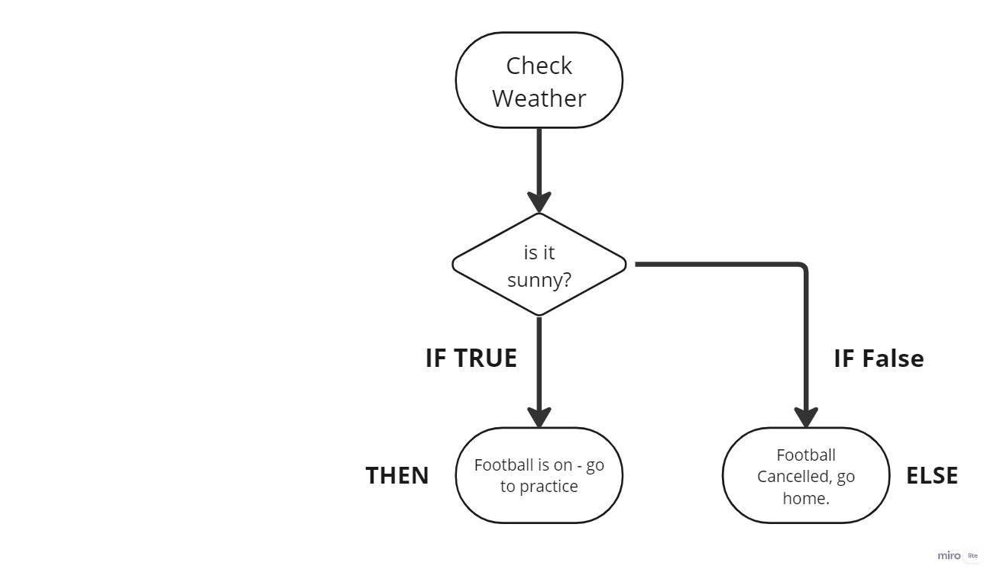 Check
Weather
is it
sunny?
IF TRUE
IF False
THEN
Football is on - go
to practice
Football
Cancelled, go
home.
ELSE
miro lite